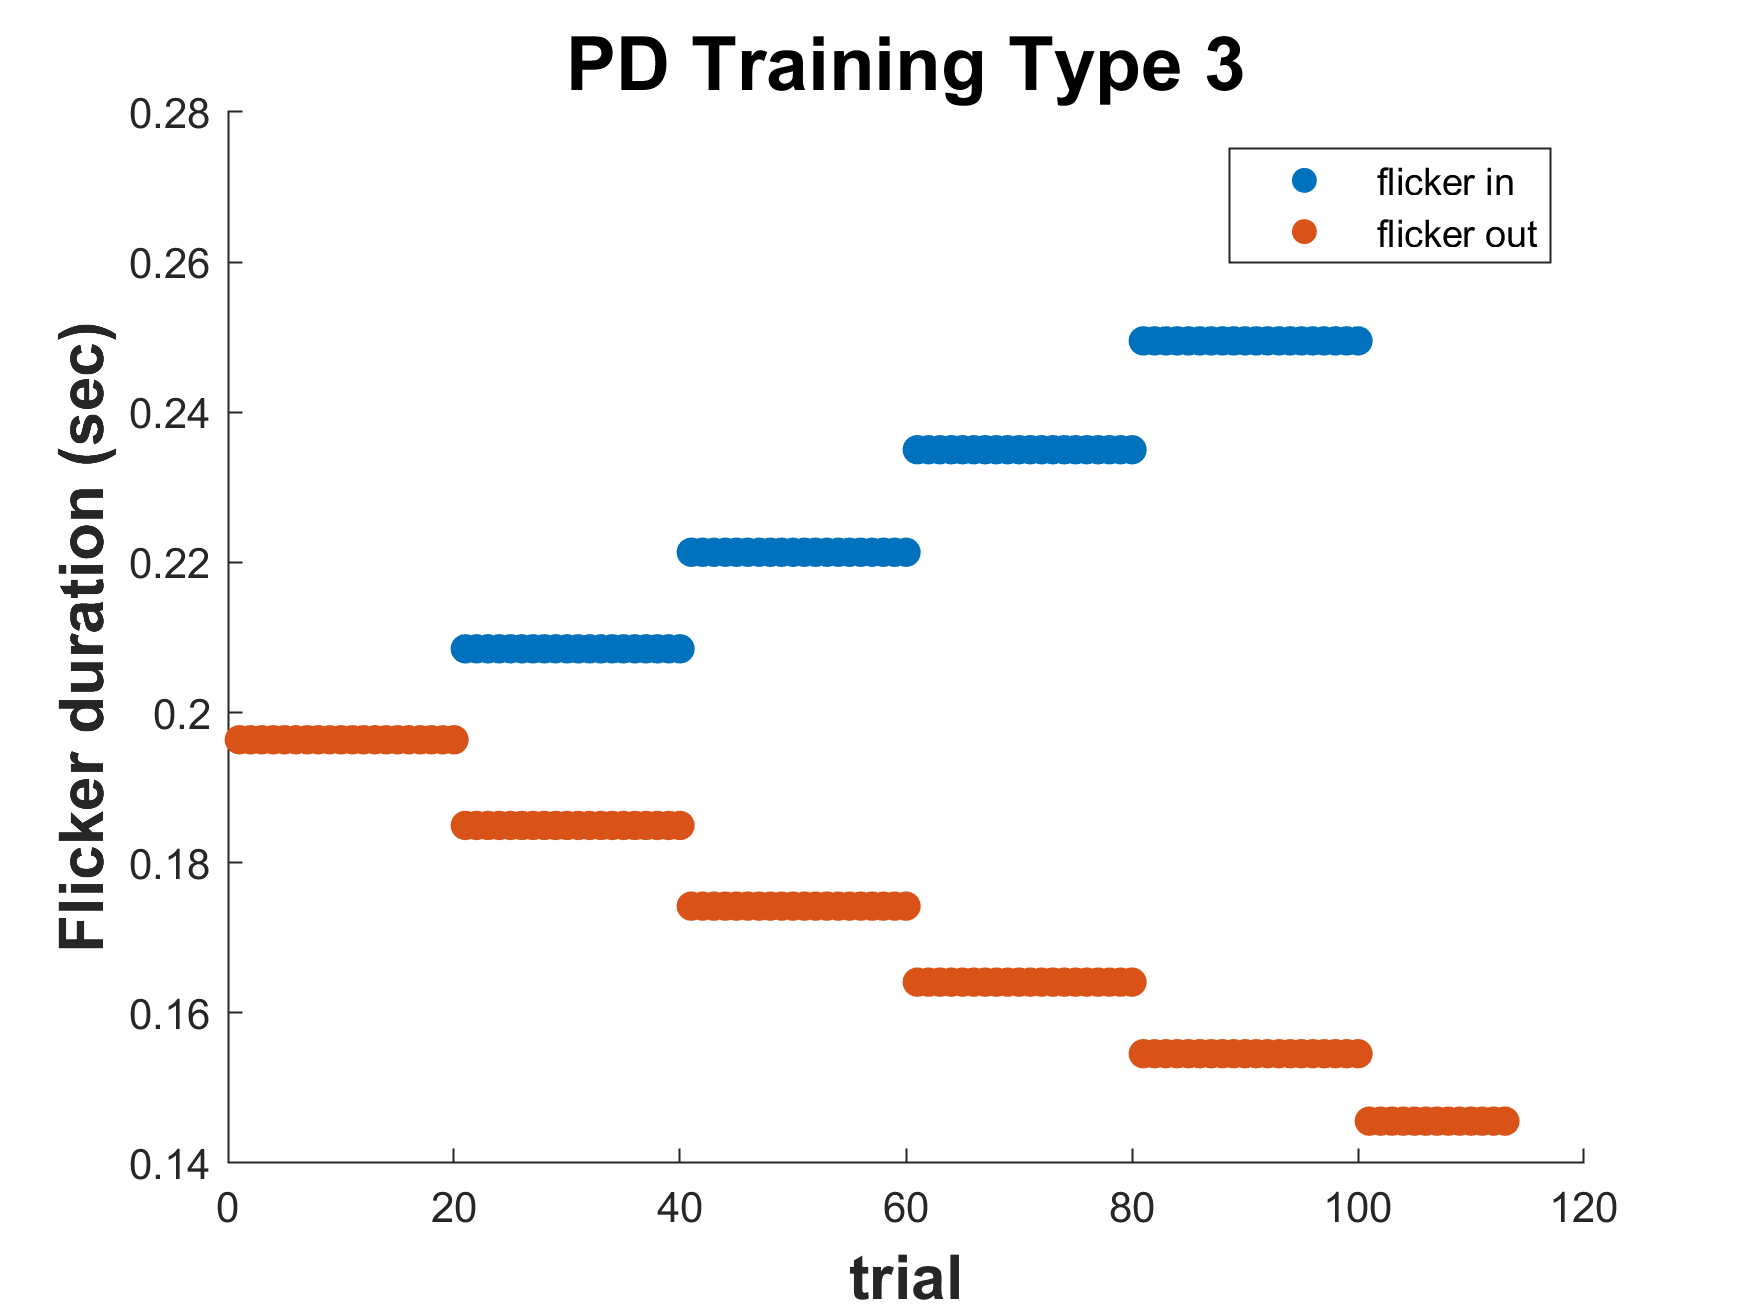 PD Training Type 3
0.28
0.26
0.24
0.22
0.2
0.18
0.16
0.14
Flicker duration (sec)
flicker in
flicker out
0 20 40 60 80 100 120
trial